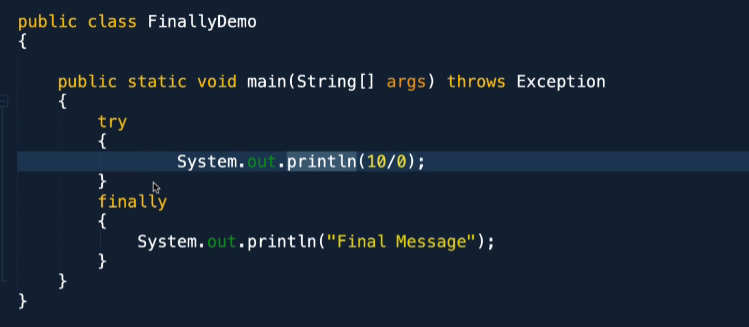 public class FinallyDemo
{
public static void main(String[] args) throws Exception
{
try
{
System.out.println(10/0);
}
finally
{
System.out.println("Final Message");
}
}
}